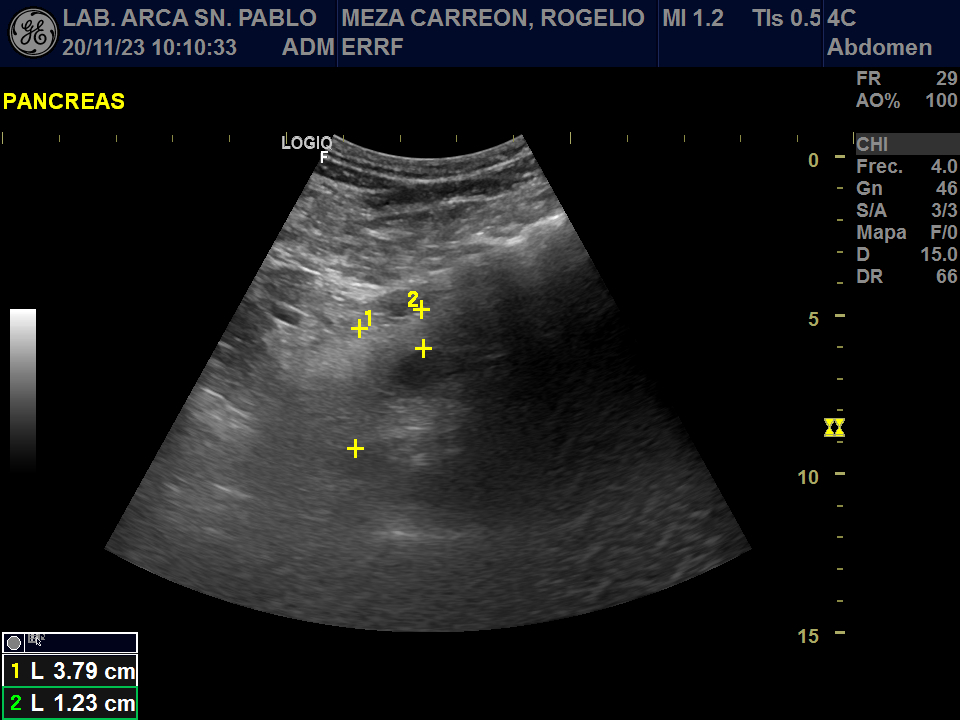 LAB. ARCA SN. PABLO
20/11/23 10:10:33 ADM
MEZA CARREON, ROGELIO
ERRF
MI 1.2 TIs 0.5
4C
Abdomen
PANCREAS
FR 29
AO% 100
CHI
Frec. 4.0
Gn 46
S/A 3/3
Mapa F/0
D 15.0
DR 66
LOGIQ
F
0
5
10
15
1
2
1 L 3.79 cm
2 L 1.23 cm